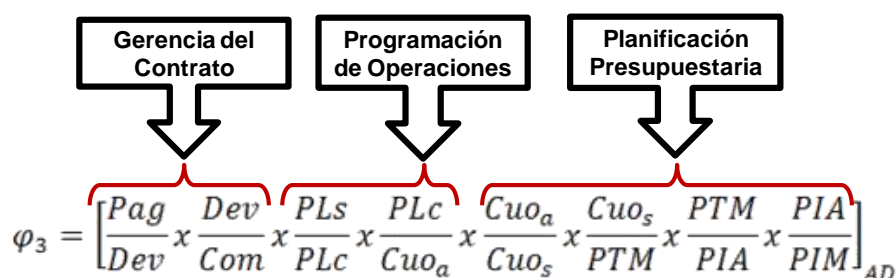 Gerencia del
Contrato
Programación
de Operaciones
Planificación
Presupuestaria
φ₃ = [Pag/Dev x Dev/Com x PLs/PLc x PLc/Cuoₐ x Cuoₐ/Cuoₛ x Cuoₛ/PTM x PTM/PIA x PIA/PIM]AD